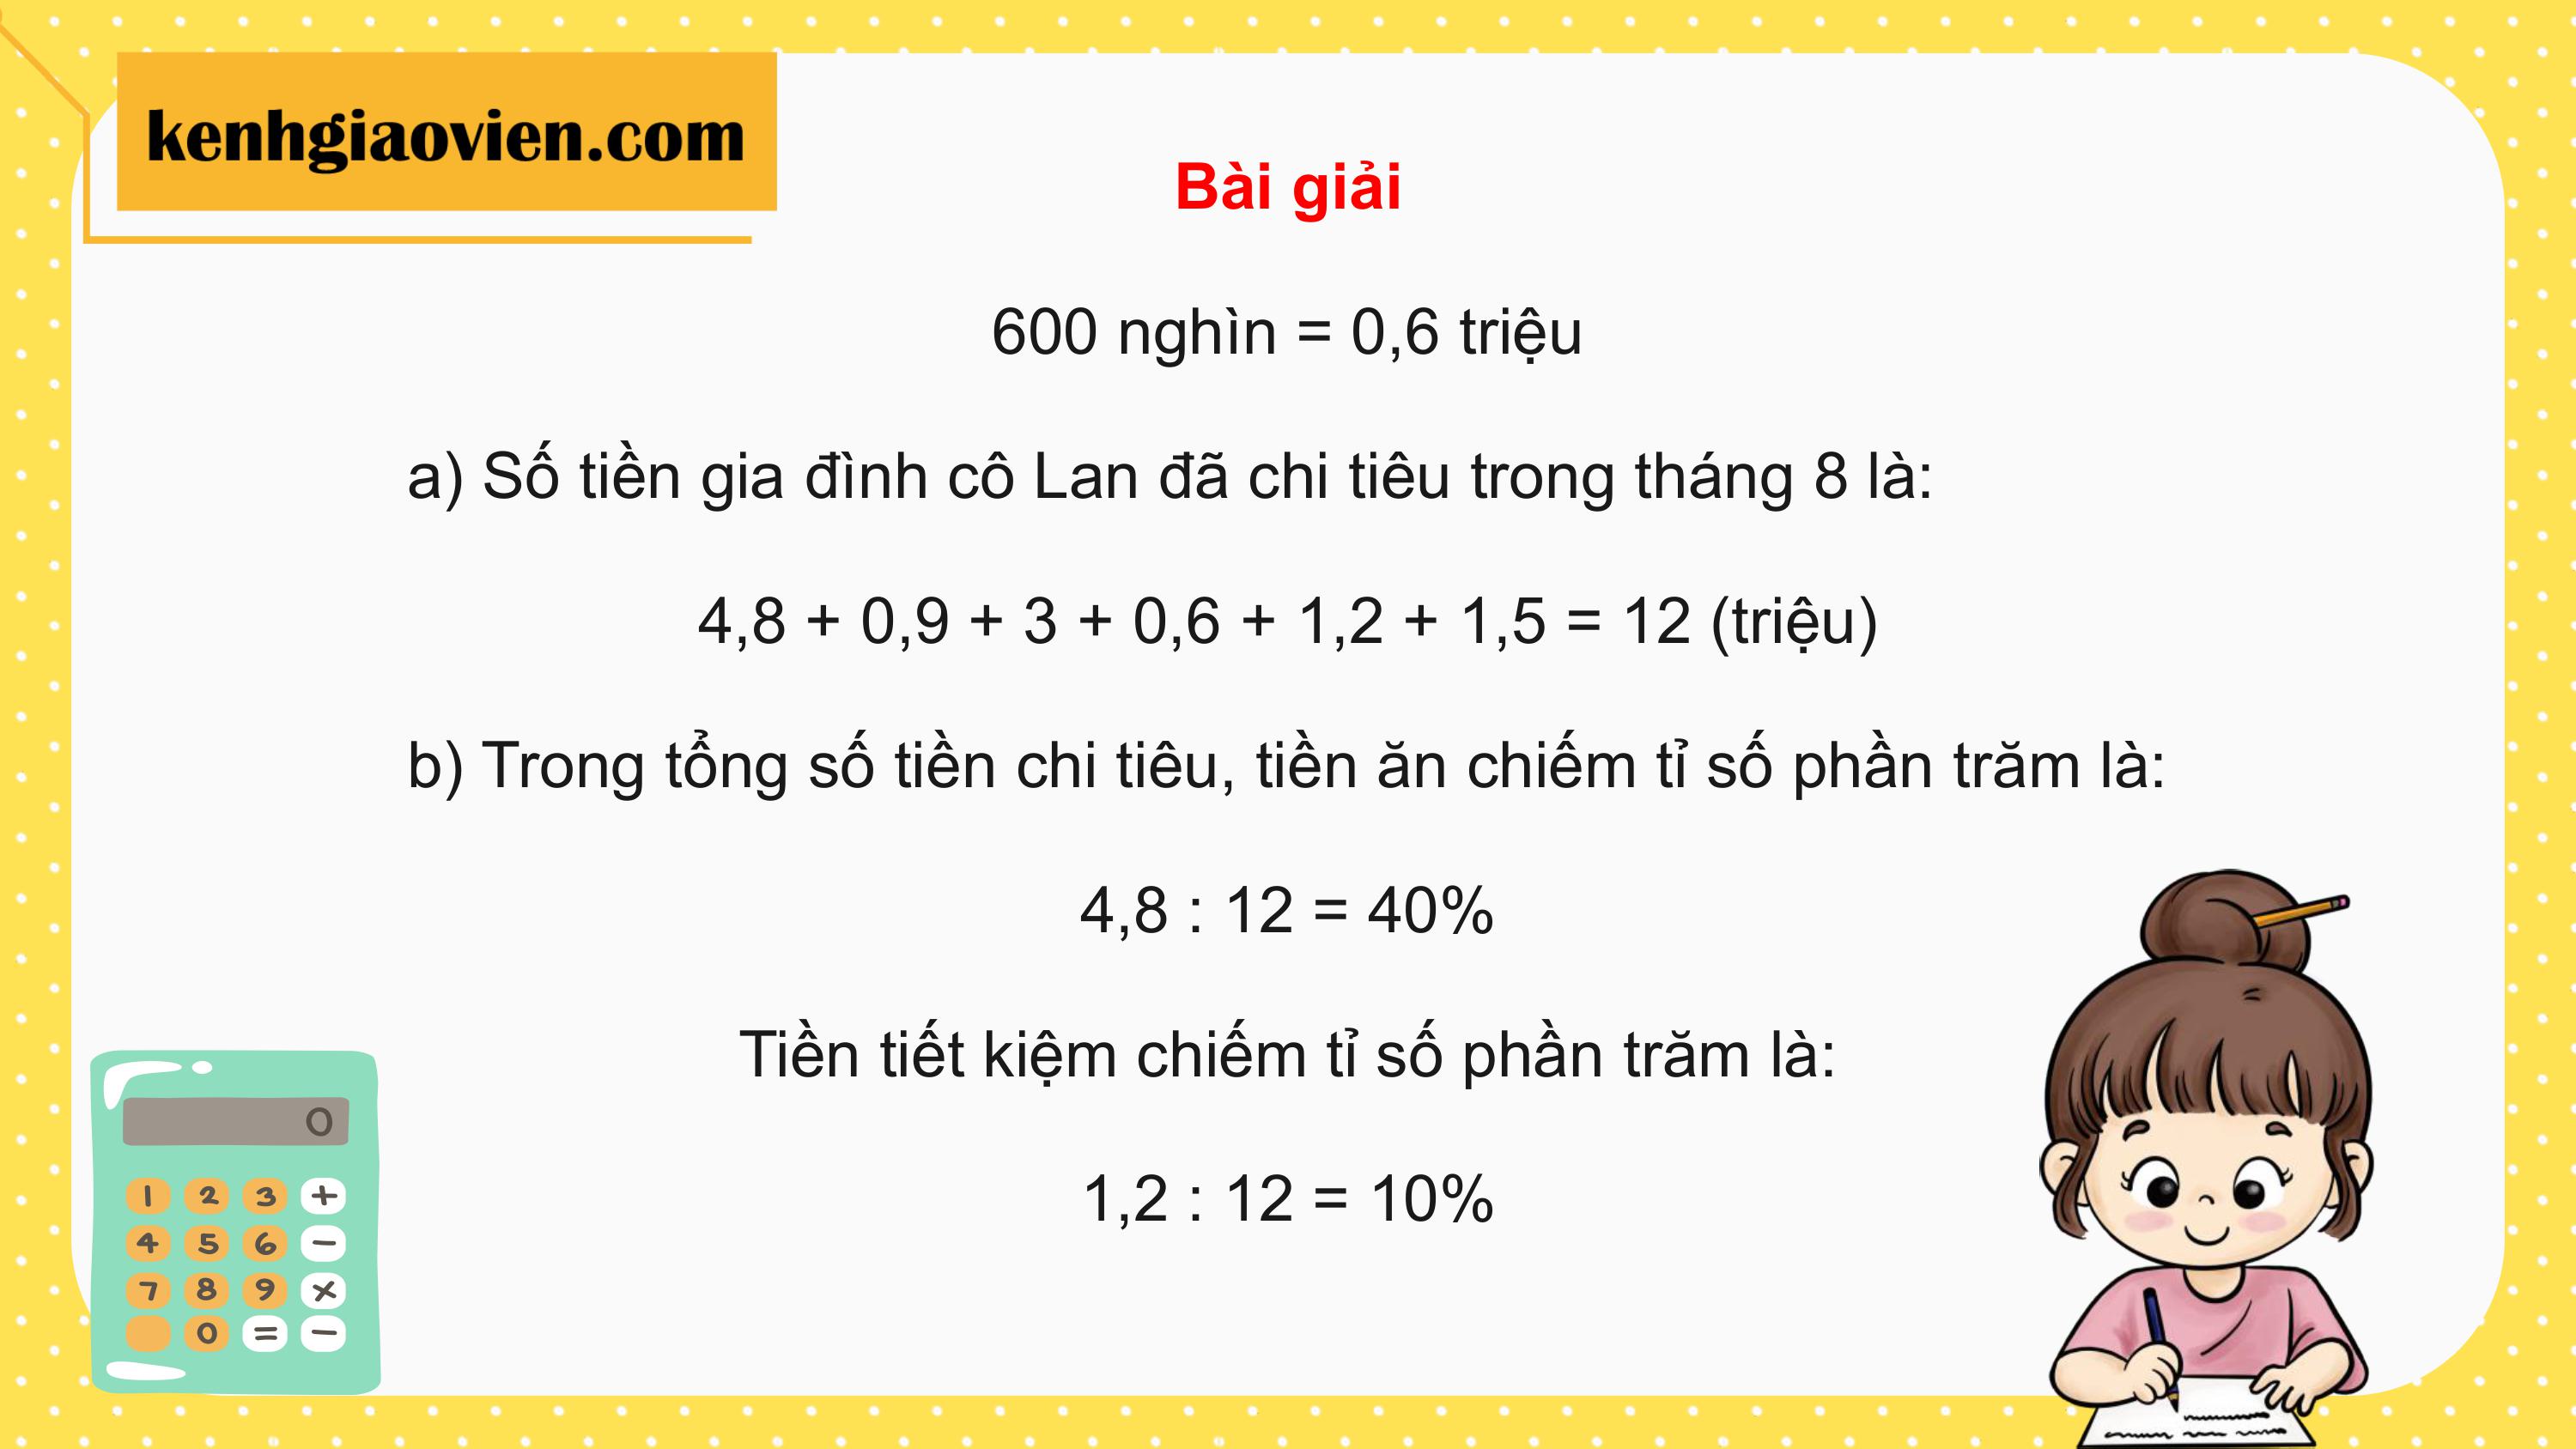 kenhgiaovien.com
Bài giải
600 nghìn = 0,6 triệu
a) Số tiền gia đình cô Lan đã chi tiêu trong tháng 8 là:
4,8 + 0,9 + 3 + 0,6 + 1,2 + 1,5 = 12 (triệu)
b) Trong tổng số tiền chi tiêu, tiền ăn chiếm tỉ số phần trăm là:
4,8 : 12 = 40%
Tiền tiết kiệm chiếm tỉ số phần trăm là:
1,2 : 12 = 10%
0
1 2 3 +
4 5 6 −
7 8 9 ×
0 = −